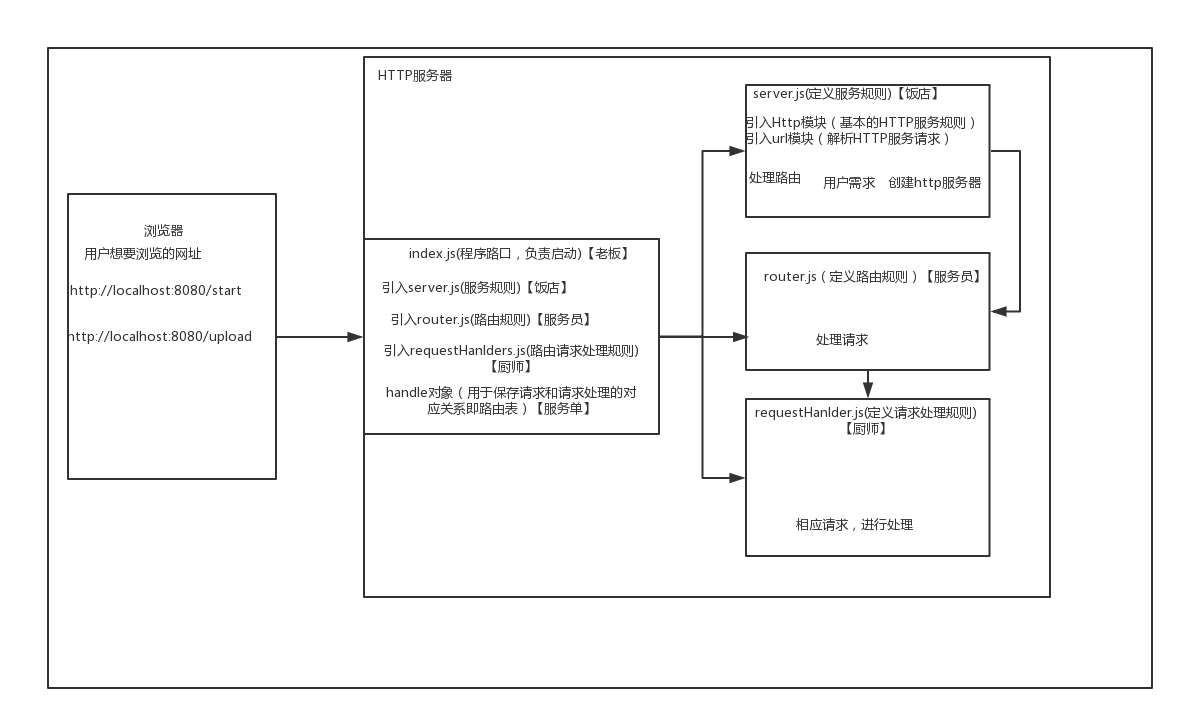 HTTP服务器
浏览器
用户想要浏览的网址
http://localhost:8080/start
http://localhost:8080/upload
index.js(程序路口，负责启动)【老板】
引入server.js(服务规则)【饭店】
引入router.js(路由规则)【服务员】
引入requestHanlders.js(路由请求处理规则)
【厨师】
handle对象（用于保存请求和请求处理的对
应关系即路由表）【服务单】
server.js(定义服务规则)【饭店】
引入Http模块（基本的HTTP服务规则）
引入url模块（解析HTTP服务请求）
处理路由
用户需求
创建http服务器
router.js（定义路由规则）【服务员】
处理请求
requestHanlder.js(定义请求处理规则)
【厨师】
相应请求，进行处理